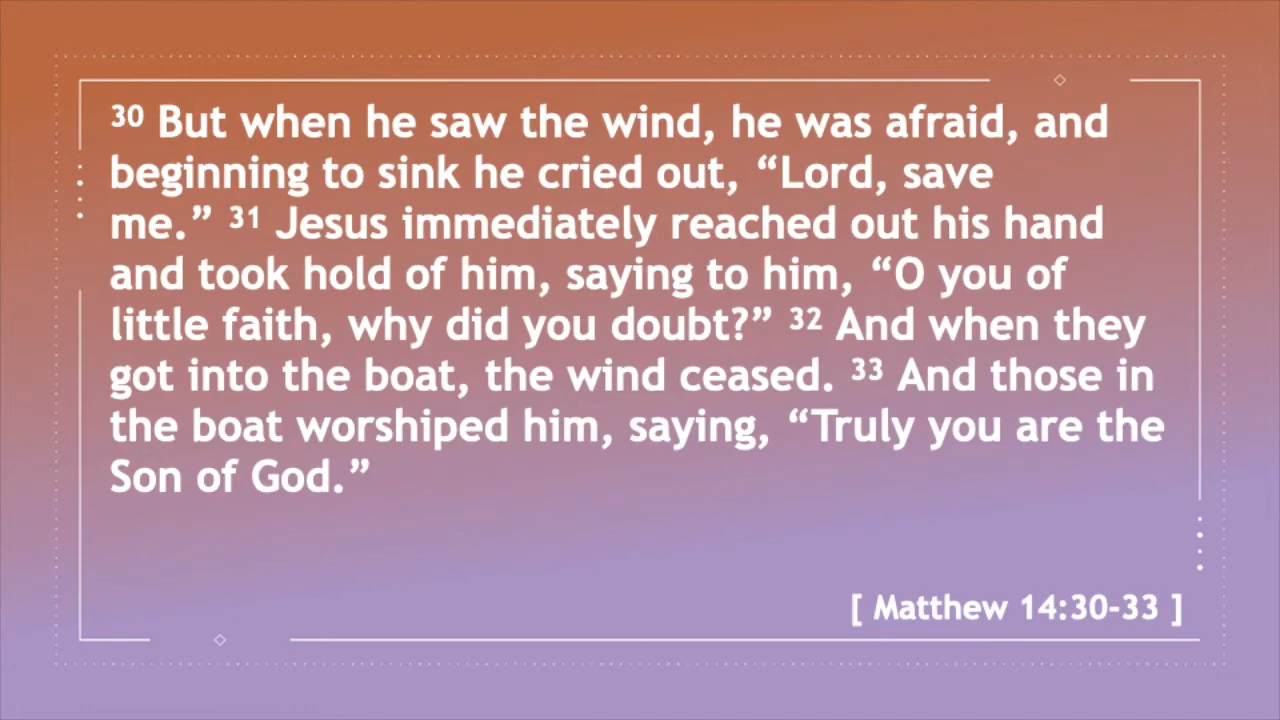 30 But when he saw the wind, he was afraid, and
beginning to sink he cried out, “Lord, save
me.” 31 Jesus immediately reached out his hand
and took hold of him, saying to him, “O you of
little faith, why did you doubt?” 32 And when they
got into the boat, the wind ceased. 33 And those in
the boat worshiped him, saying, “Truly you are the
Son of God.”
[ Matthew 14:30-33 ]